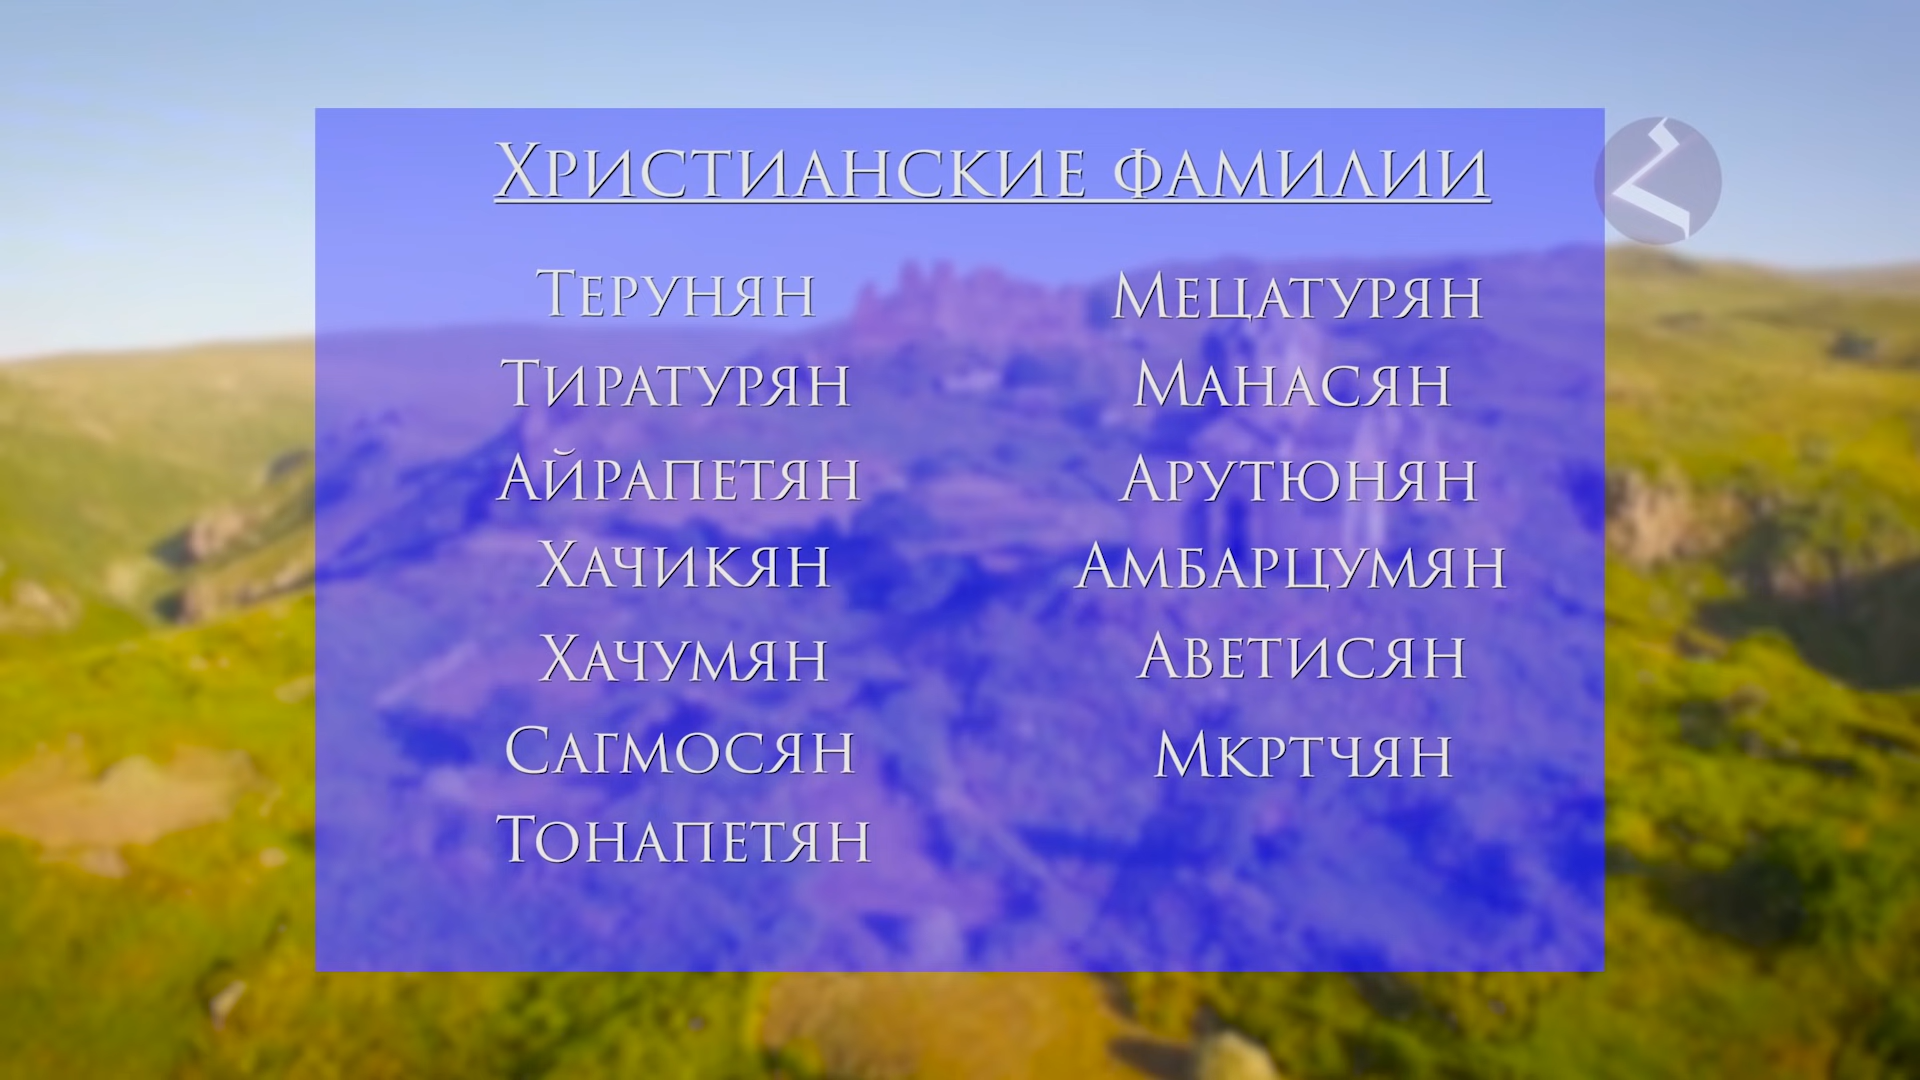 Христианские фамилии
Терунян
Тиратурян
Айрапетян
Хачикян
Хачумян
Сагмосян
Тонапетян
Мецатурян
Манасян
Арутюнян
Амбарцумян
Аветисян
Мкртчян